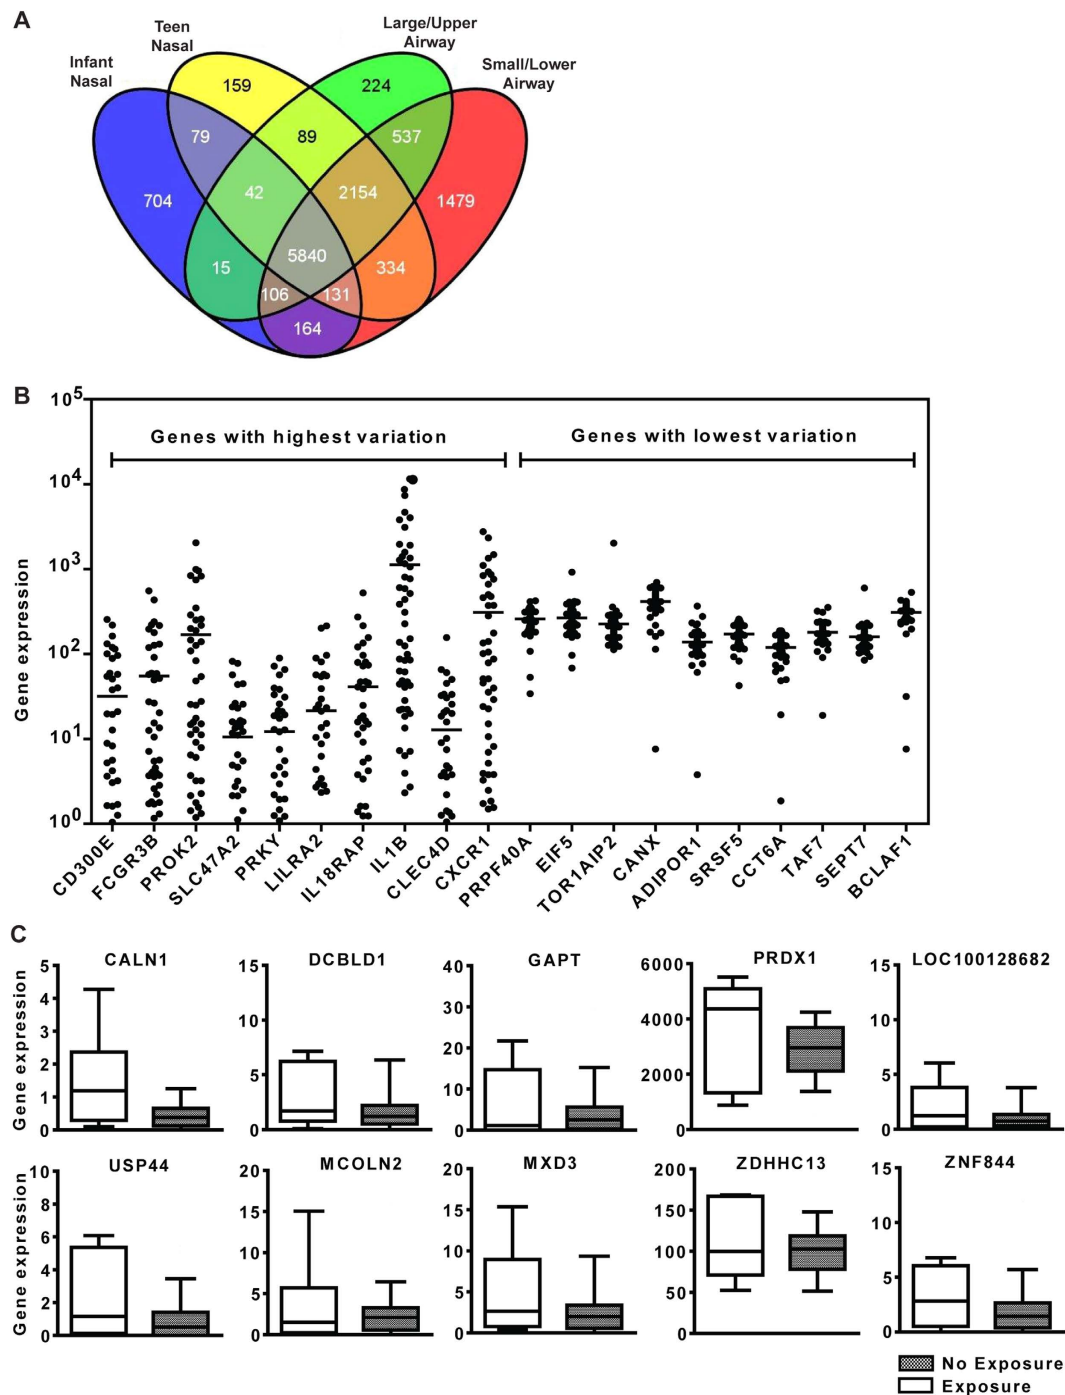 A
Infant
Nasal
Teen
Nasal
Large/Upper
Airway
Small/Lower
Airway
159
224
79
89
537
704
42
2154
1479
15
5840
334
106
131
164
B
Gene expression
10^5
10^4
10^3
10^2
10^1
10^0
Genes with highest variation
Genes with lowest variation
CD300E
FCGR3B
PROK2
SLC47A2
PRKY
LILRA2
IL18RAP
IL1B
CLEC4D
CXCR1
PRPF40A
EIF5
TOR1AIP2
CANX
ADIPOR1
SRSF5
CCT6A
TAF7
SEPT7
BCLAF1
C
Gene expression
CALN1
5
4
3
2
1
0
DCBLD1
15
10
5
0
GAPT
40
30
20
10
0
PRDX1
6000
4000
2000
0
LOC100128682
15
10
5
0
Gene expression
USP44
10
8
6
4
2
0
MCOLN2
20
15
10
5
0
MXD3
20
15
10
5
0
ZDHHC13
200
150
100
50
0
ZNF844
15
10
5
0
No Exposure
Exposure